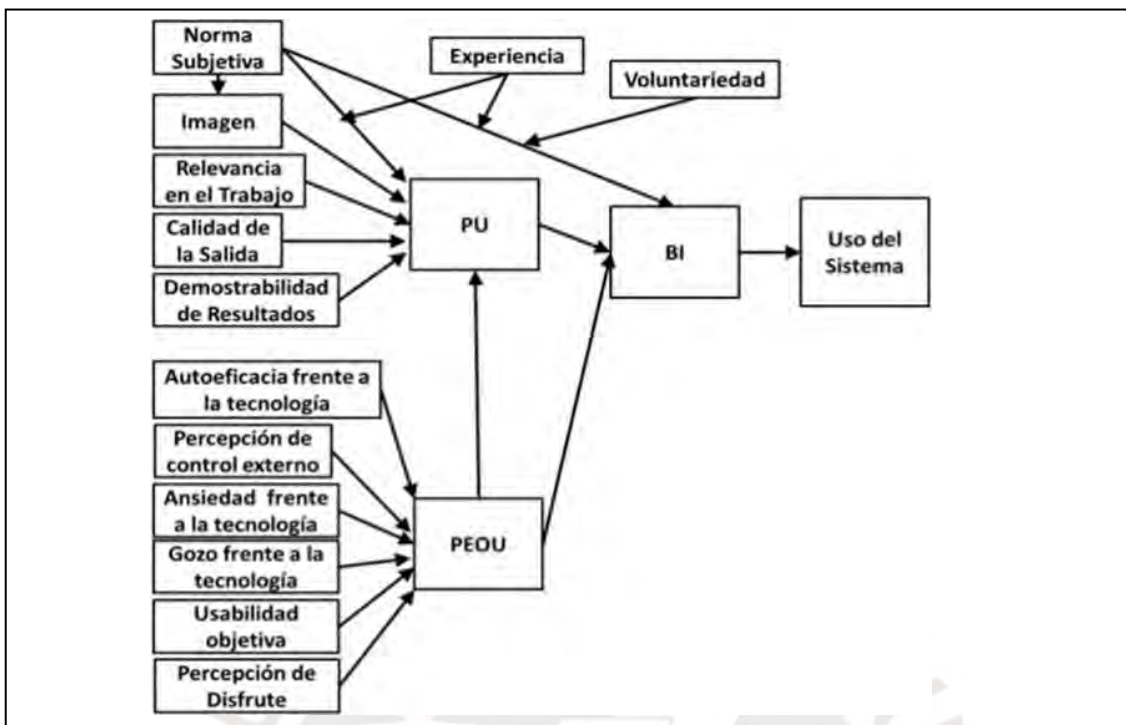 Norma
Subjetiva
Experiencia
Voluntariedad
Imagen
Relevancia
en el Trabajo
PU
Calidad de
la Salida
BI
Uso del
Sistema
Demostrabilidad
de Resultados
Autoeficacia frente a
la tecnología
Percepción de
control externo
Ansiedad frente
a la tecnología
PEOU
Gozo frente a la
tecnología
Usabilidad
objetiva
Percepción de
Disfrute